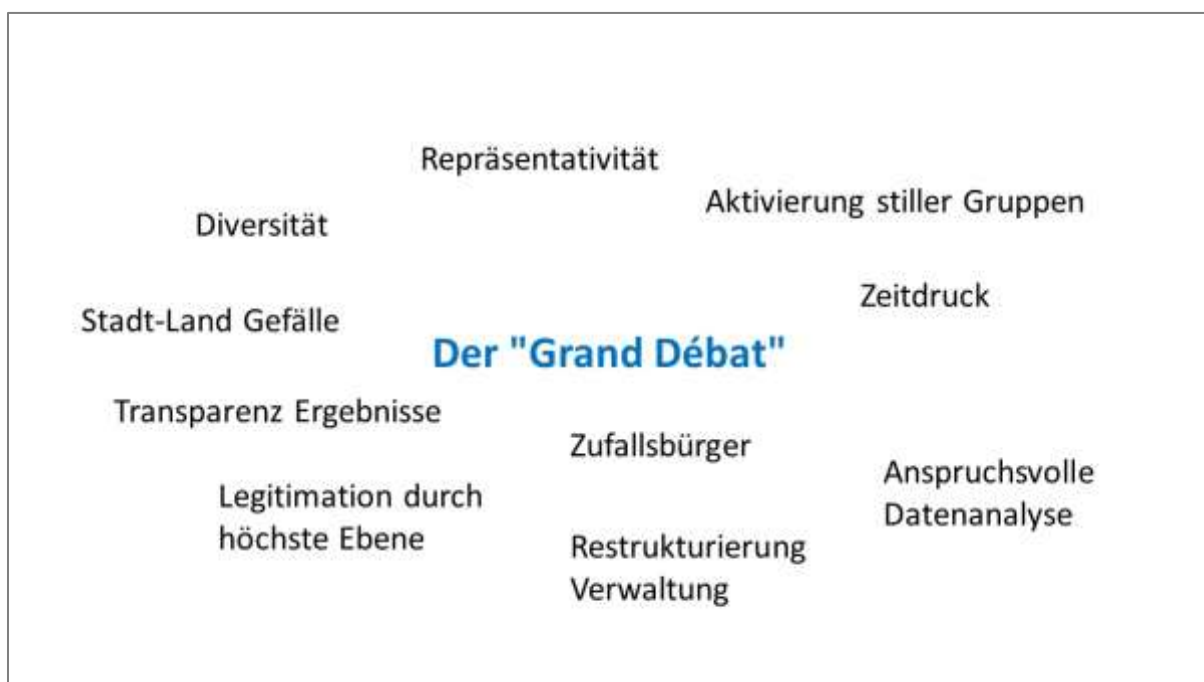 Repräsentativität
Aktivierung stiller Gruppen
Diversität
Zeitdruck
Stadt-Land Gefälle
Der "Grand Débat"
Transparenz Ergebnisse
Zufallsbürger
Anspruchsvolle
Datenanalyse
Legitimation durch
höchste Ebene
Restrukturierung
Verwaltung